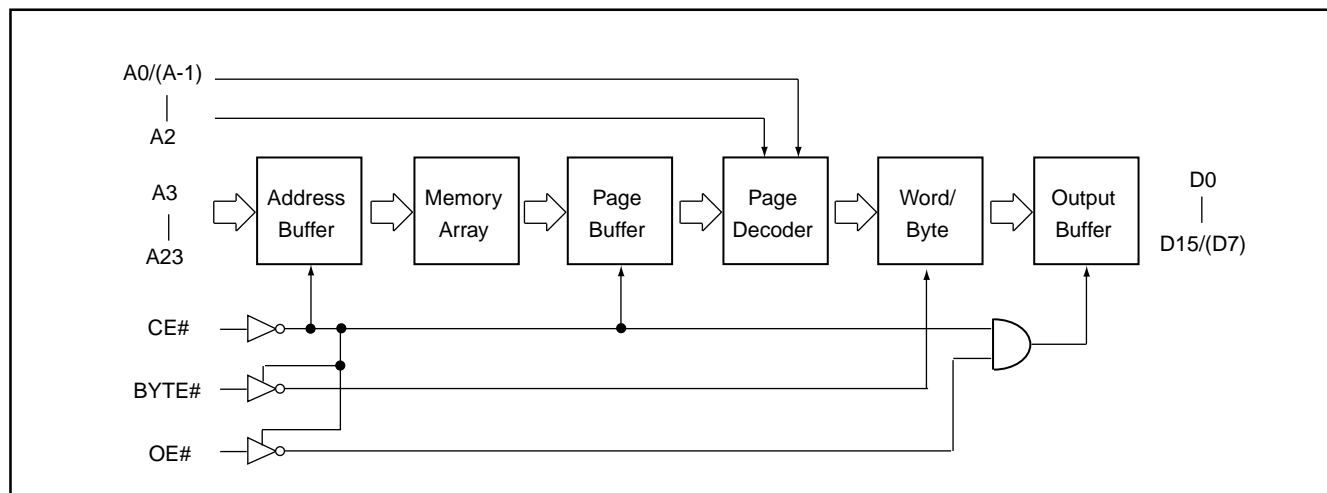 A0/(A-1)
A2
A3
A23
Address
Buffer
Memory
Array
Page
Buffer
Page
Decoder
Word/
Byte
Output
Buffer
D0
D15/(D7)
CE#
BYTE#
OE#